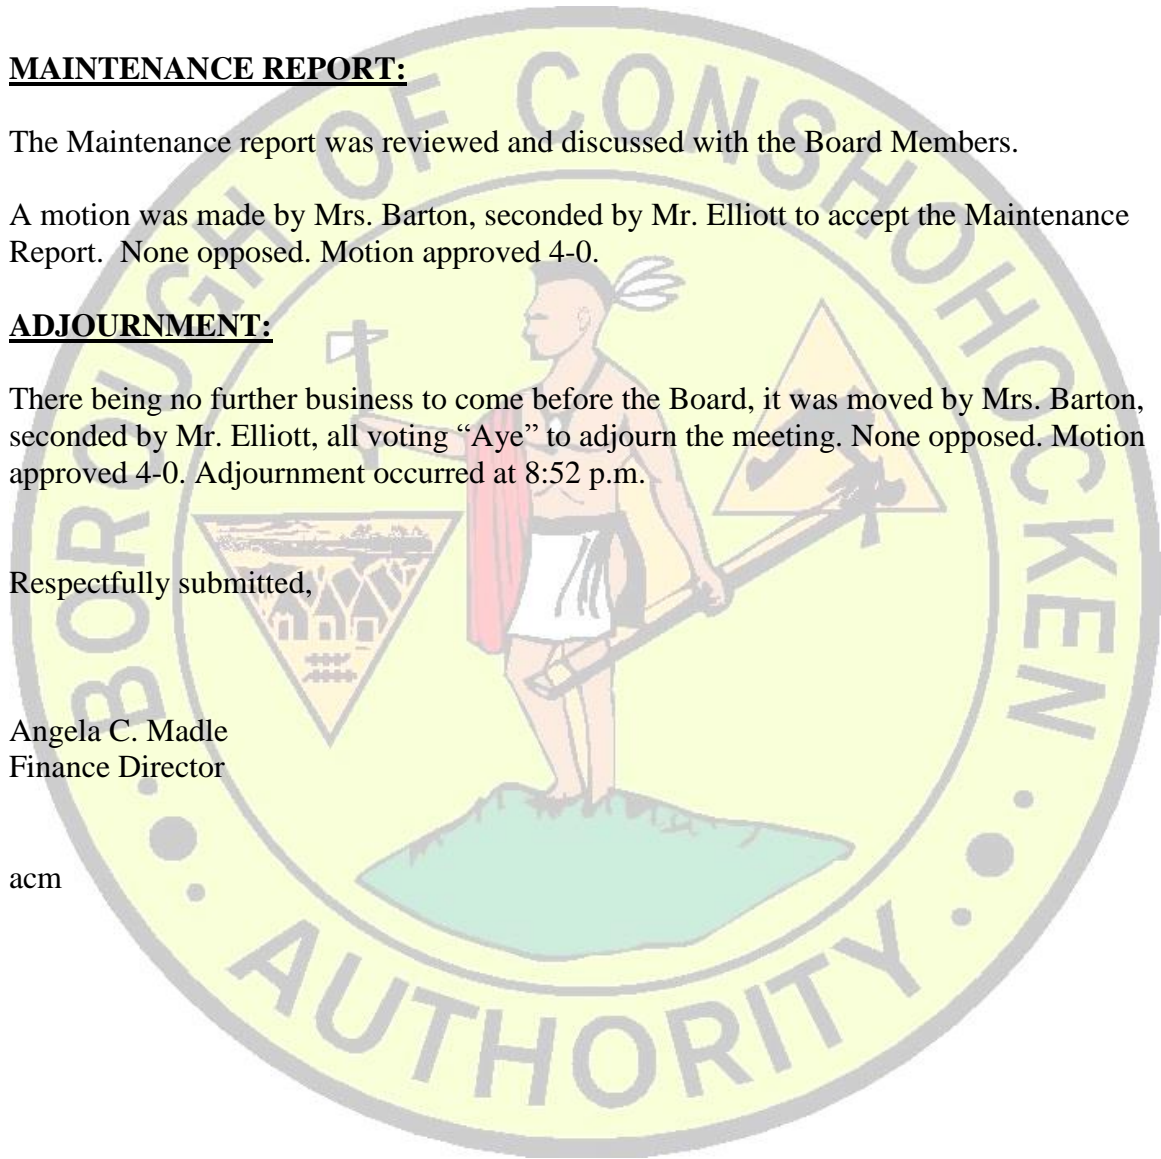 MAINTENANCE REPORT:
The Maintenance report was reviewed and discussed with the Board Members.
A motion was made by Mrs. Barton, seconded by Mr. Elliott to accept the Maintenance
Report.  None opposed. Motion approved 4-0.
ADJOURNMENT:
There being no further business to come before the Board, it was moved by Mrs. Barton,
seconded by Mr. Elliott, all voting “Aye” to adjourn the meeting. None opposed. Motion
approved 4-0. Adjournment occurred at 8:52 p.m.
Respectfully submitted,
Angela C. Madle
Finance Director
acm
BOROUGH OF CONSHOHOCKEN
AUTHORITY